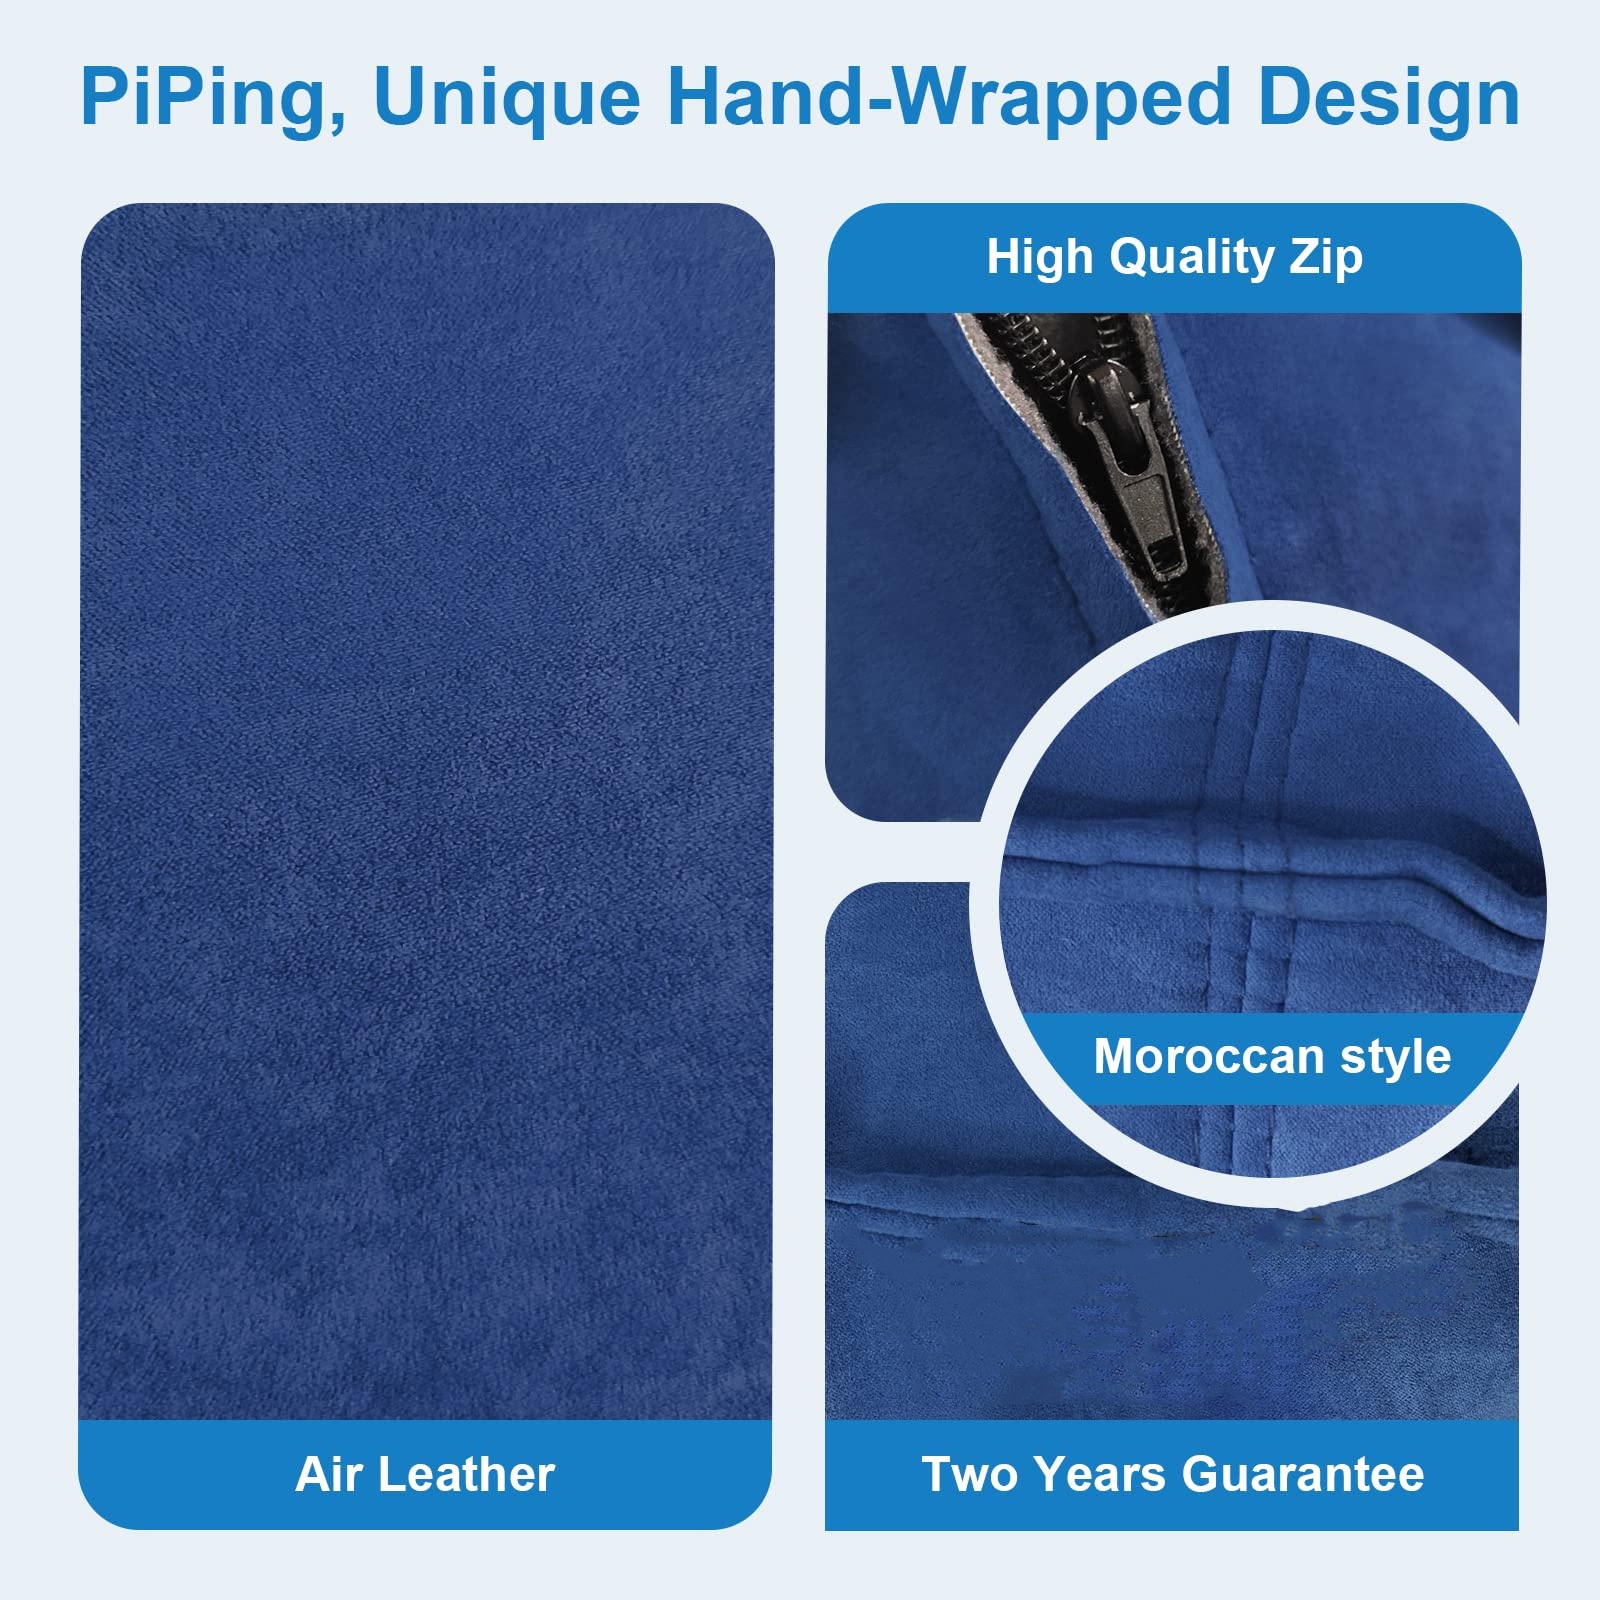 PiPing, Unique Hand-Wrapped Design
High Quality Zip
Moroccan style
Air Leather
Two Years Guarantee